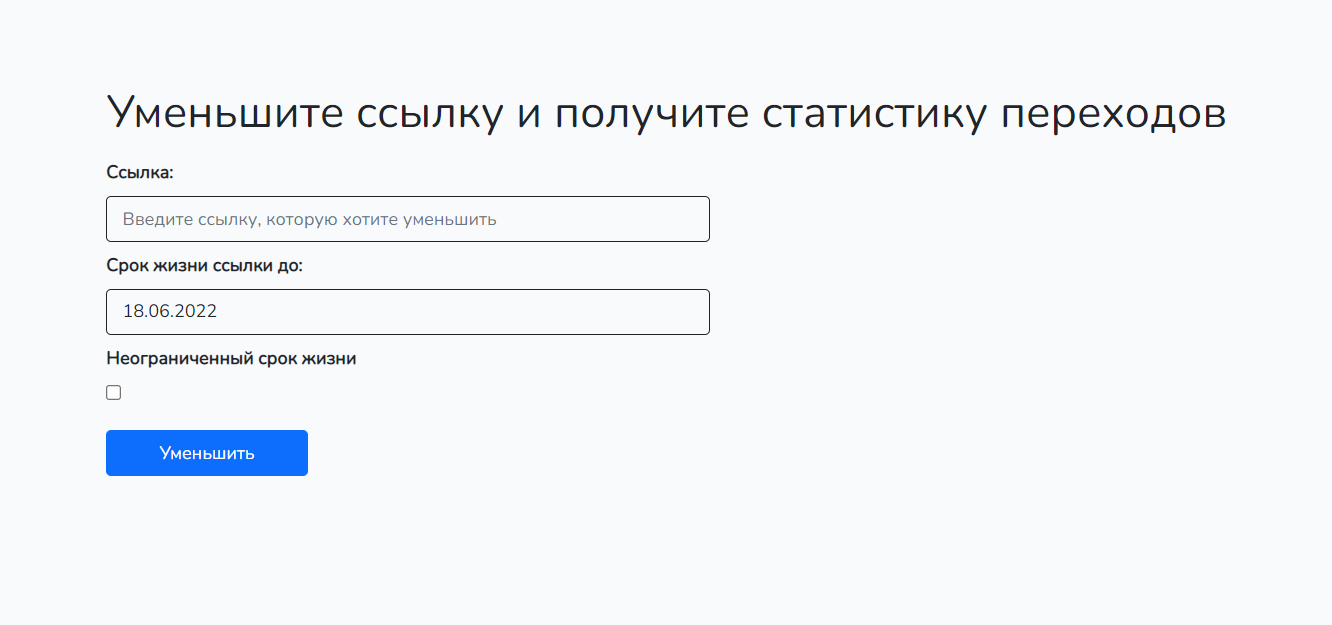 Уменьшите ссылку и получите статистику переходов
Ссылка:
Введите ссылку, которую хотите уменьшить
Срок жизни ссылки до:
18.06.2022
Неограниченный срок жизни
Уменьшить